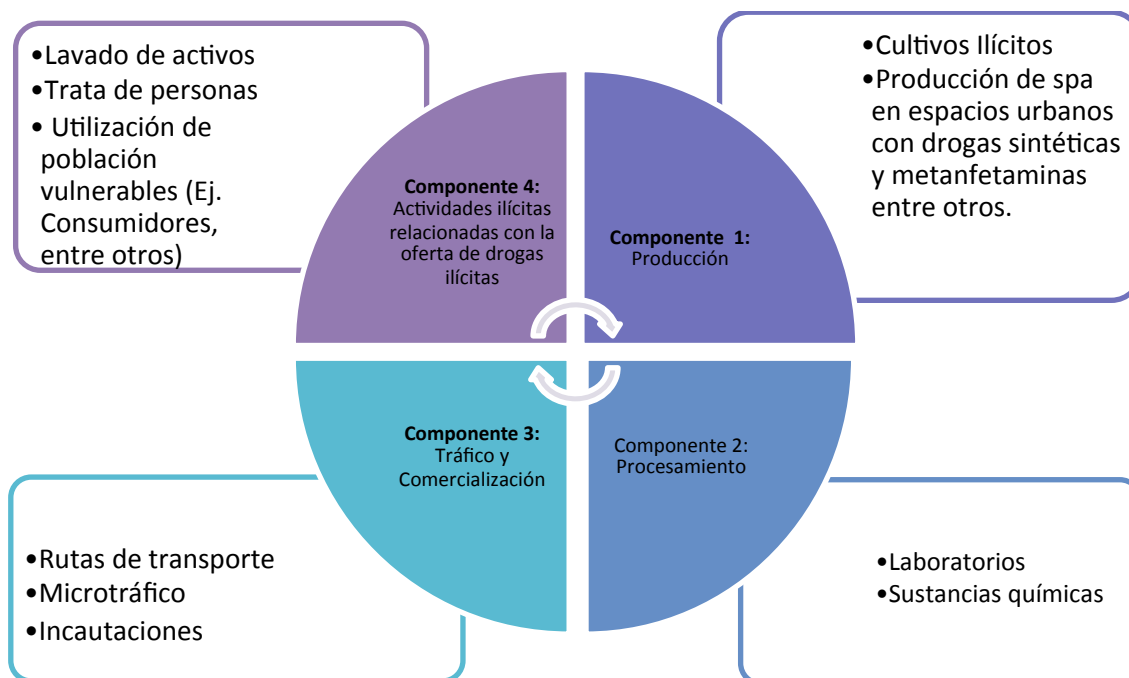 •Lavado de activos
•Trata de personas
• Utilización de
población
vulnerables (Ej.
Consumidores,
entre otros)
•Cultivos Ilícitos
•Producción de spa
en espacios urbanos
con drogas sintéticas
y metanfetaminas
entre otros.
Componente 4:
Actividades ilícitas
relacionadas con la
oferta de drogas
ilícitas
Componente 1:
Producción
Componente 3:
Tráfico y
Comercialización
Componente 2:
Procesamiento
•Rutas de transporte
•Microtráfico
•Incautaciones
•Laboratorios
•Sustancias químicas